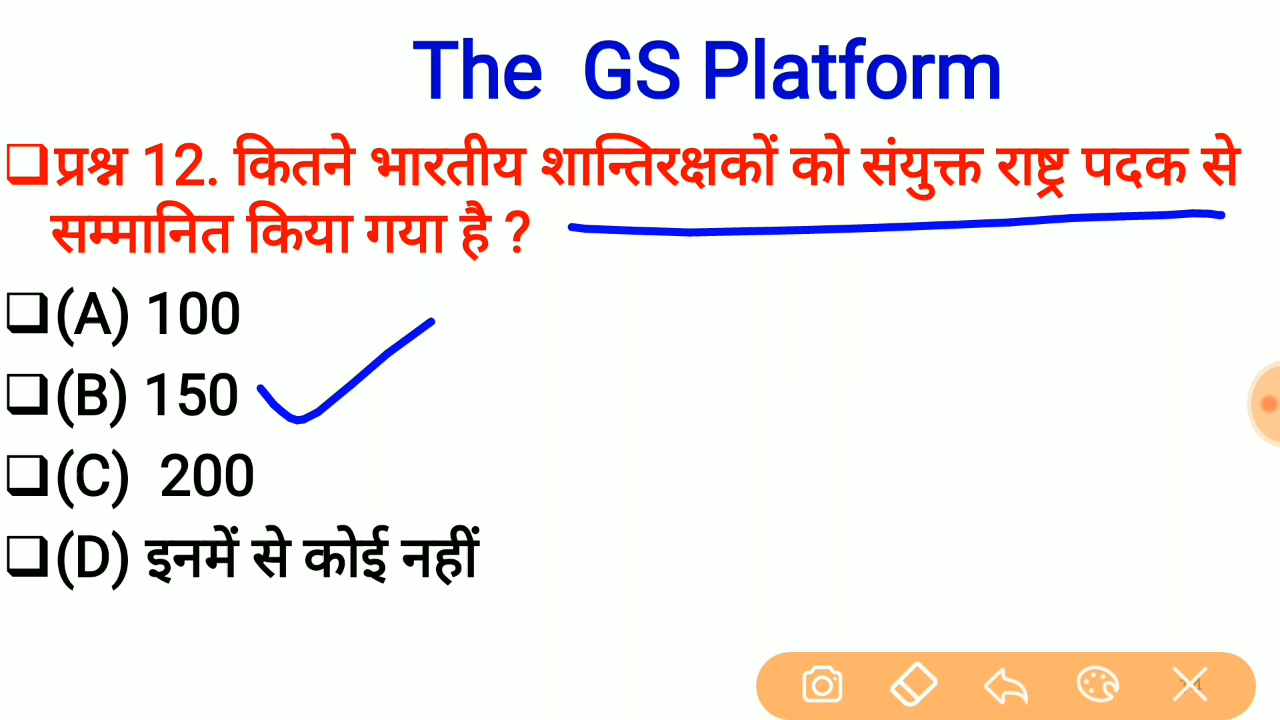 The GS Platform
❑प्रश्न 12. कितने भारतीय शान्तिरक्षकों को संयुक्त राष्ट्र पदक से
सम्मानित किया गया है ?
❑(A) 100
❑(B) 150
❑(C) 200
❑(D) इनमें से कोई नहीं